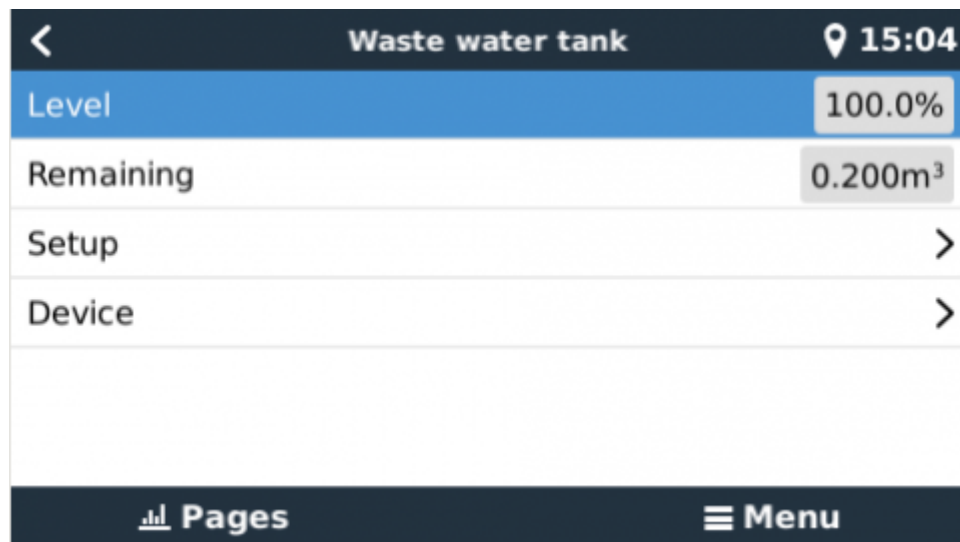 Waste water tank 15:04
Level 100.0%
Remaining 0.200m³
Setup
Device
Pages Menu